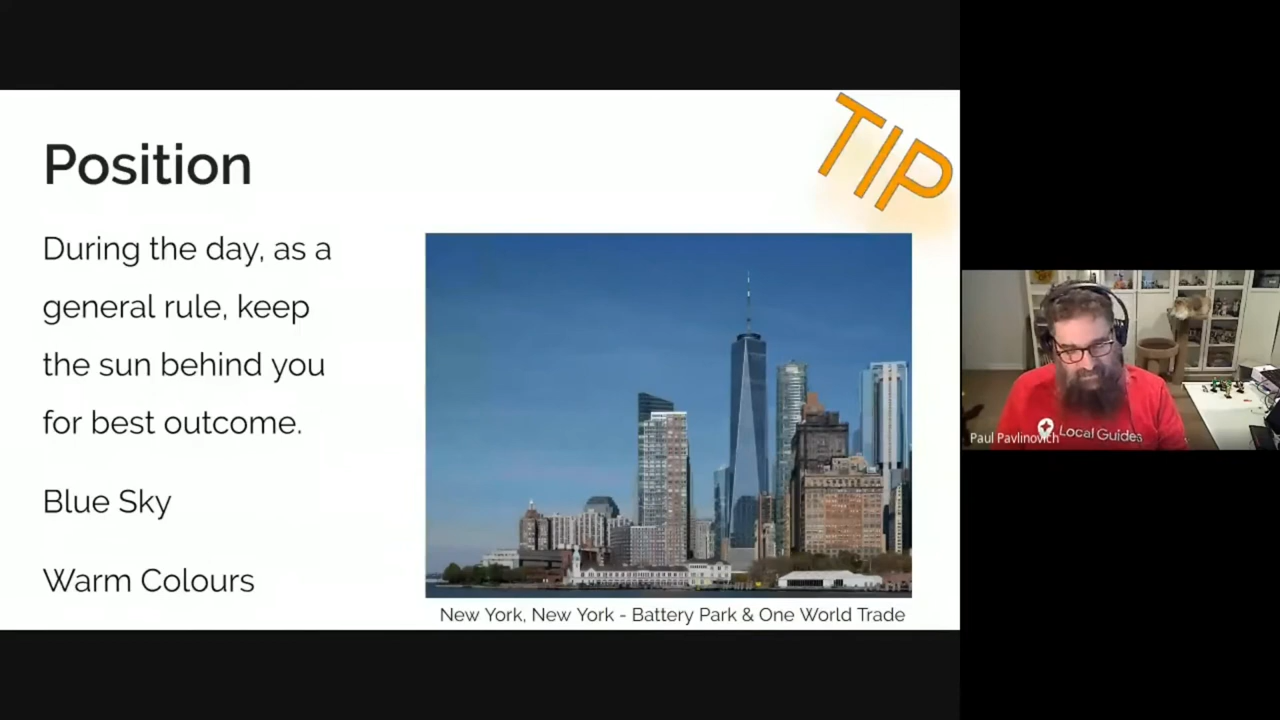 TIP
Position
During the day, as a
general rule, keep
the sun behind you
for best outcome.
Blue Sky
Warm Colours
New York, New York - Battery Park & One World Trade
Local Guides
Paul Pavlinovich